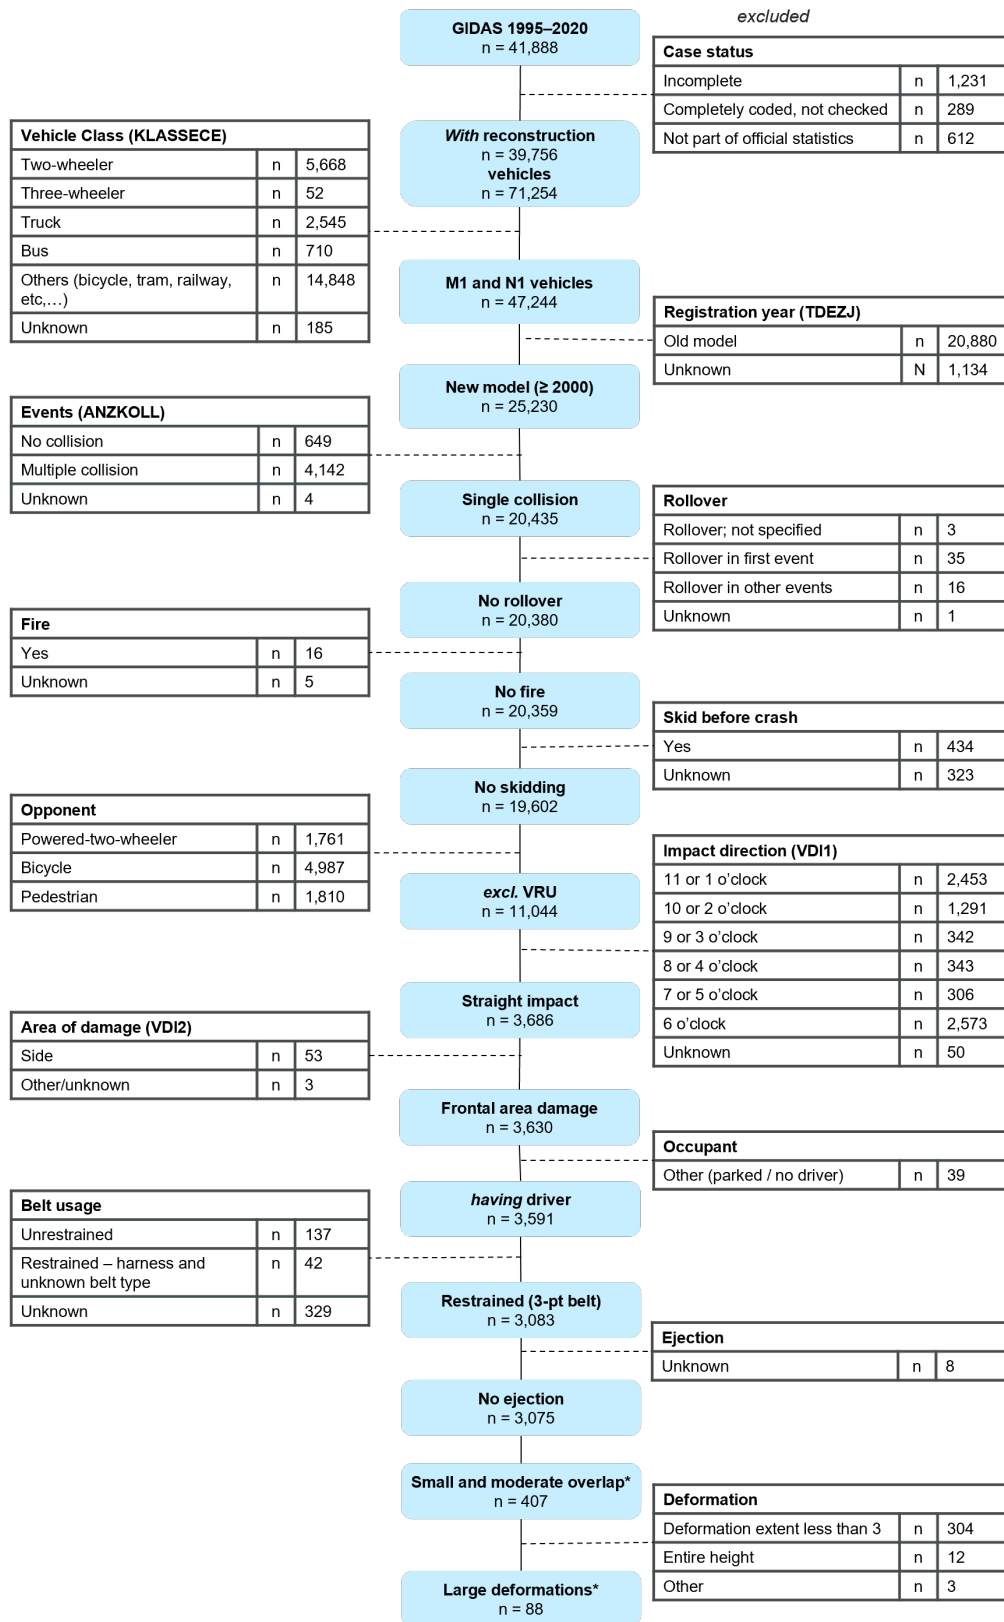 excluded
GIDAS 1995–2020
n = 41,888
Case status
Incomplete n 1,231
Completely coded, not checked n 289
Not part of official statistics n 612
With reconstruction
n = 39,756
vehicles
n = 71,254
Vehicle Class (KLASSECE)
Two-wheeler n 5,668
Three-wheeler n 52
Truck n 2,545
Bus n 710
Others (bicycle, tram, railway, n 14,848
etc,…)
Unknown n 185
M1 and N1 vehicles
n = 47,244
Registration year (TDEZJ)
Old model n 20,880
Unknown N 1,134
New model (≥ 2000)
n = 25,230
Events (ANZKOLL)
No collision n 649
Multiple collision n 4,142
Unknown n 4
Single collision
n = 20,435
Rollover
Rollover; not specified n 3
Rollover in first event n 35
Rollover in other events n 16
Unknown n 1
No rollover
n = 20,380
Fire
Yes n 16
Unknown n 5
No fire
n = 20,359
Skid before crash
Yes n 434
Unknown n 323
No skidding
n = 19,602
Opponent
Powered-two-wheeler n 1,761
Bicycle n 4,987
Pedestrian n 1,810
excl. VRU
n = 11,044
Impact direction (VDI1)
11 or 1 o’clock n 2,453
10 or 2 o’clock n 1,291
9 or 3 o’clock n 342
8 or 4 o’clock n 343
7 or 5 o’clock n 306
6 o’clock n 2,573
Unknown n 50
Straight impact
n = 3,686
Area of damage (VDI2)
Side n 53
Other/unknown n 3
Frontal area damage
n = 3,630
Occupant
Other (parked / no driver) n 39
having driver
n = 3,591
Belt usage
Unrestrained n 137
Restrained – harness and n 42
unknown belt type
Unknown n 329
Restrained (3-pt belt)
n = 3,083
Ejection
Unknown n 8
No ejection
n = 3,075
Small and moderate overlap*
n = 407
Deformation
Deformation extent less than 3 n 304
Entire height n 12
Other n 3
Large deformations*
n = 88